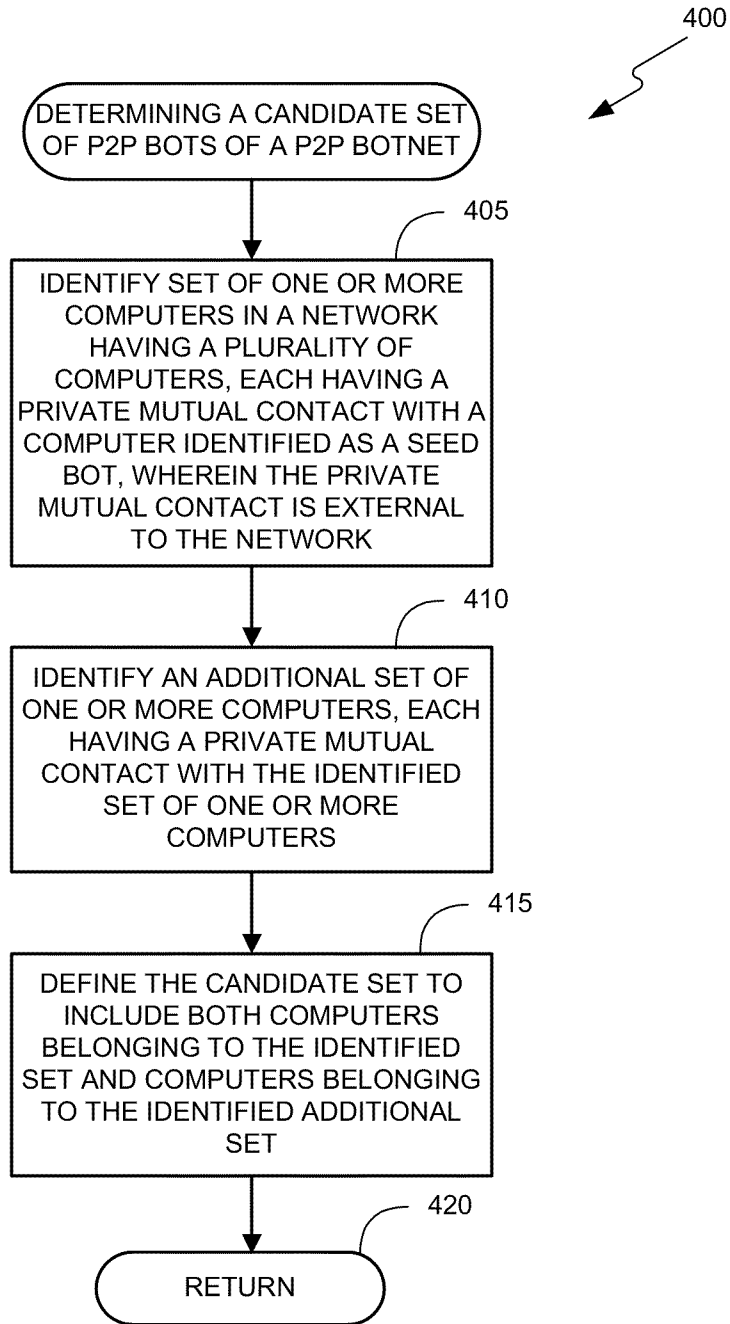 400
DETERMINING A CANDIDATE SET
OF P2P BOTS OF A P2P BOTNET
405
IDENTIFY SET OF ONE OR MORE
COMPUTERS IN A NETWORK
HAVING A PLURALITY OF
COMPUTERS, EACH HAVING A
PRIVATE MUTUAL CONTACT WITH A
COMPUTER IDENTIFIED AS A SEED
BOT, WHEREIN THE PRIVATE
MUTUAL CONTACT IS EXTERNAL
TO THE NETWORK
410
IDENTIFY AN ADDITIONAL SET OF
ONE OR MORE COMPUTERS, EACH
HAVING A PRIVATE MUTUAL
CONTACT WITH THE IDENTIFIED
SET OF ONE OR MORE
COMPUTERS
415
DEFINE THE CANDIDATE SET TO
INCLUDE BOTH COMPUTERS
BELONGING TO THE IDENTIFIED
SET AND COMPUTERS BELONGING
TO THE IDENTIFIED ADDITIONAL
SET
420
RETURN